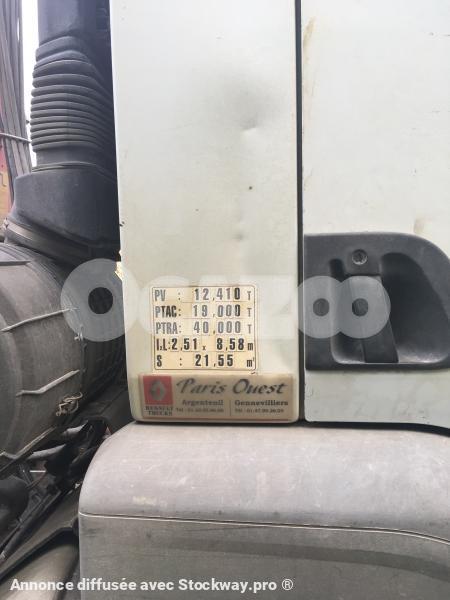 PV : 12,410 T
PTAC: 19,000 T
PTRA: 40,000 T
l.L: 2,51 x 8,58 m
S : 21,55 m²
Ocazoo
Paris Ouest
Argenteuil Gennevilliers
RENAULT TRUCKS
Annonce diffusée avec Stockway.pro ®